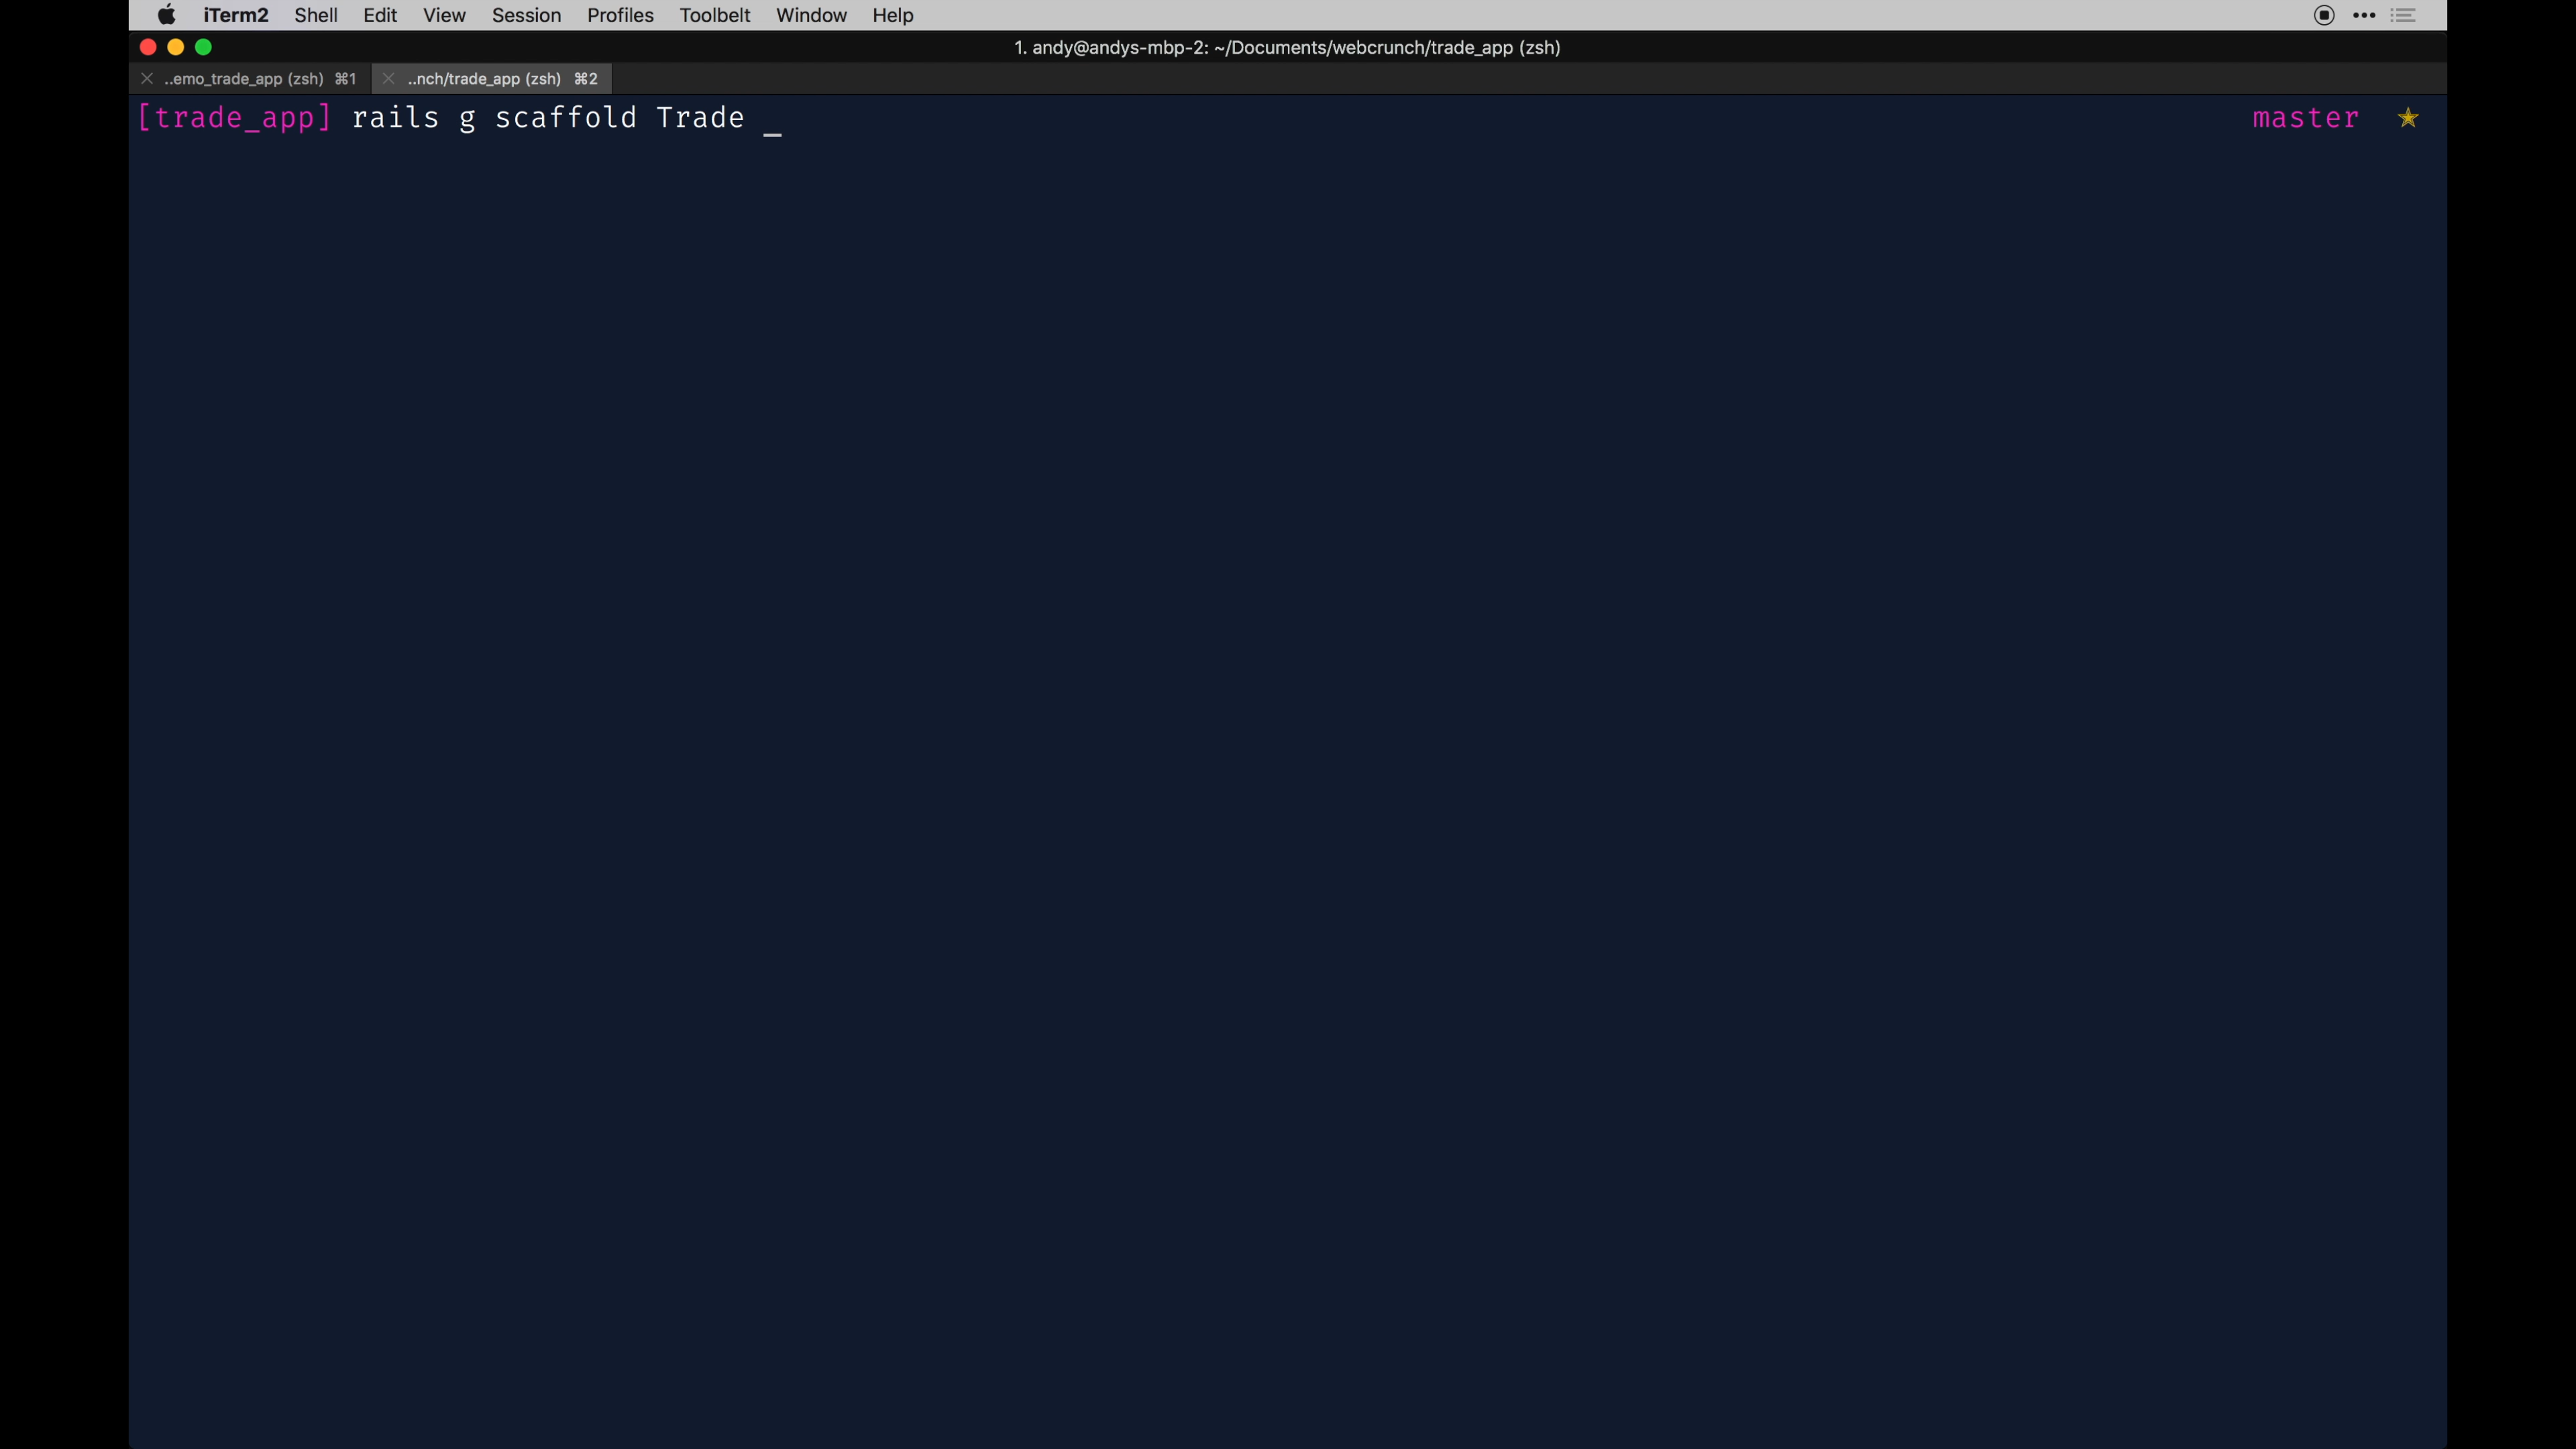 iTerm2 Shell Edit View Session Profiles Toolbelt Window Help
1. andy@andys-mbp-2: ~/Documents/webcrunch/trade_app (zsh)
..emo_trade_app (zsh) ⌘1 ..nch/trade_app (zsh) ⌘2
[trade_app] rails g scaffold Trade _ master ★